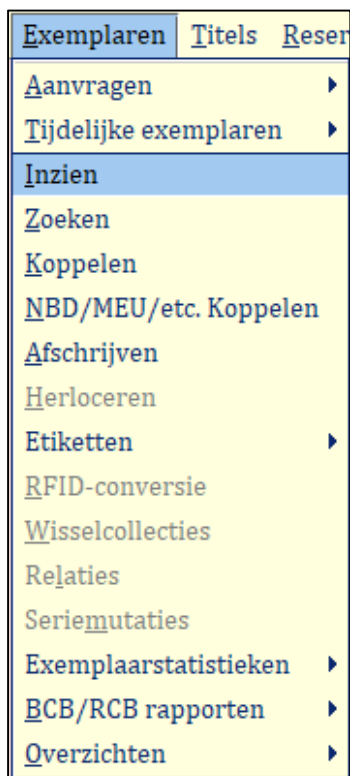 Exemplaren Titels Reser
Aanvragen
Tijdelijke exemplaren
Inzien
Zoeken
Koppelen
NBD/MEU/etc. Koppelen
Afschrijven
Herloceren
Etiketten
RFID-conversie
Wisselcollecties
Relaties
Seriemutaties
Exemplaarstatistieken
BCB/RCB rapporten
Overzichten